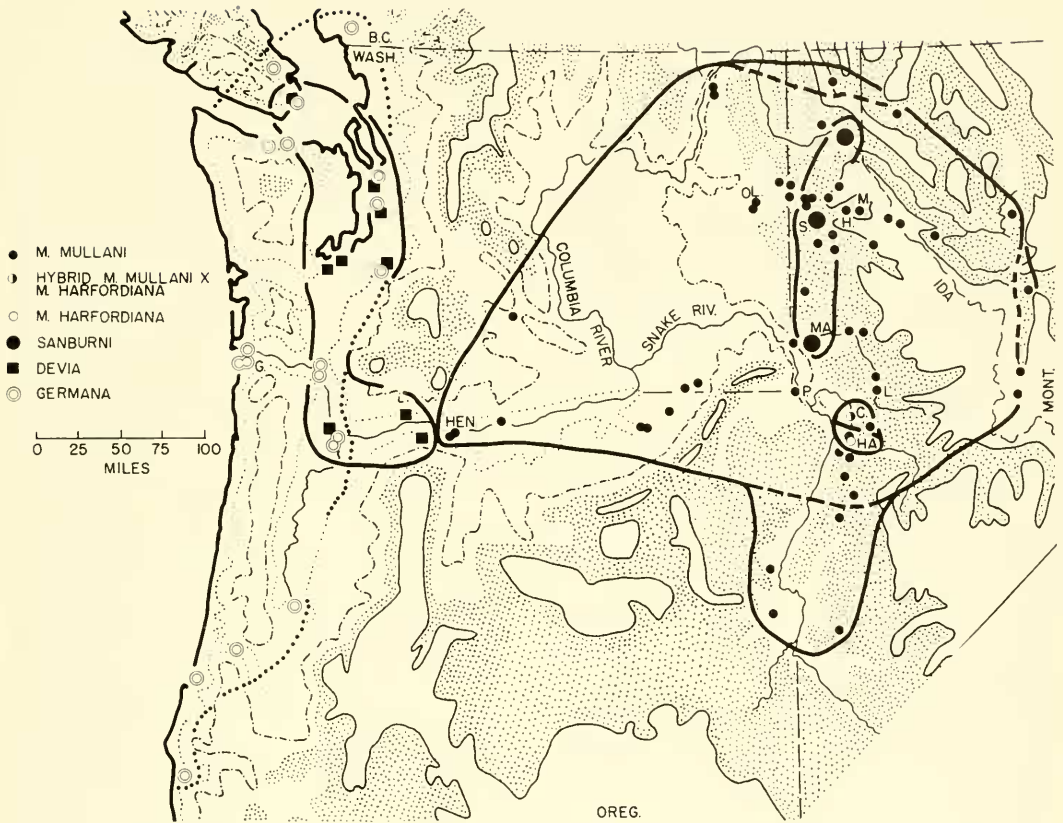 B.C.
WASH.
OL.
M.
H
S.
COLUMBIA
RIVER
SNAKE RIV.
IDA
MONT.
MA.
G.
P.
L
C.
HA
HEN
OREG.
M. MULLANI
HYBRID M. MULLANI X
M. HARFORDIANA
M. HARFORDIANA
SANBURNI
DEVIA
GERMANA
0 25 50 75 100
MILES